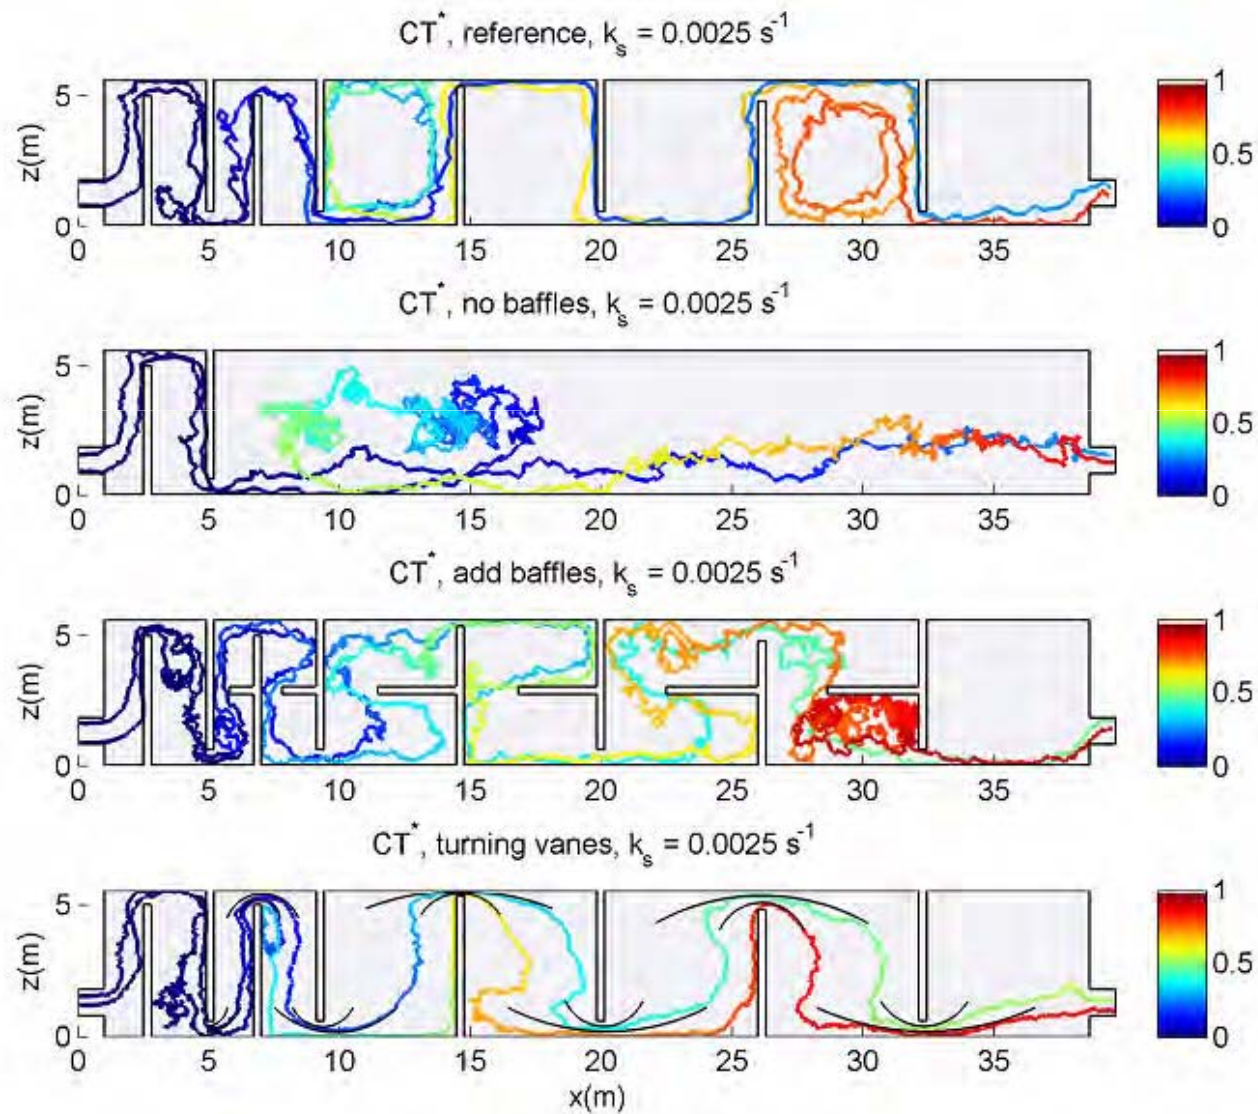 CT*, reference, kₛ = 0.0025 s⁻¹
z(m)
5
0
0 5 10 15 20 25 30 35
1
0.5
0
CT*, no baffles, kₛ = 0.0025 s⁻¹
z(m)
5
0
0 5 10 15 20 25 30 35
1
0.5
0
CT*, add baffles, kₛ = 0.0025 s⁻¹
z(m)
5
0
0 5 10 15 20 25 30 35
1
0.5
0
CT*, turning vanes, kₛ = 0.0025 s⁻¹
z(m)
5
0
0 5 10 15 20 25 30 35
1
0.5
0
x(m)